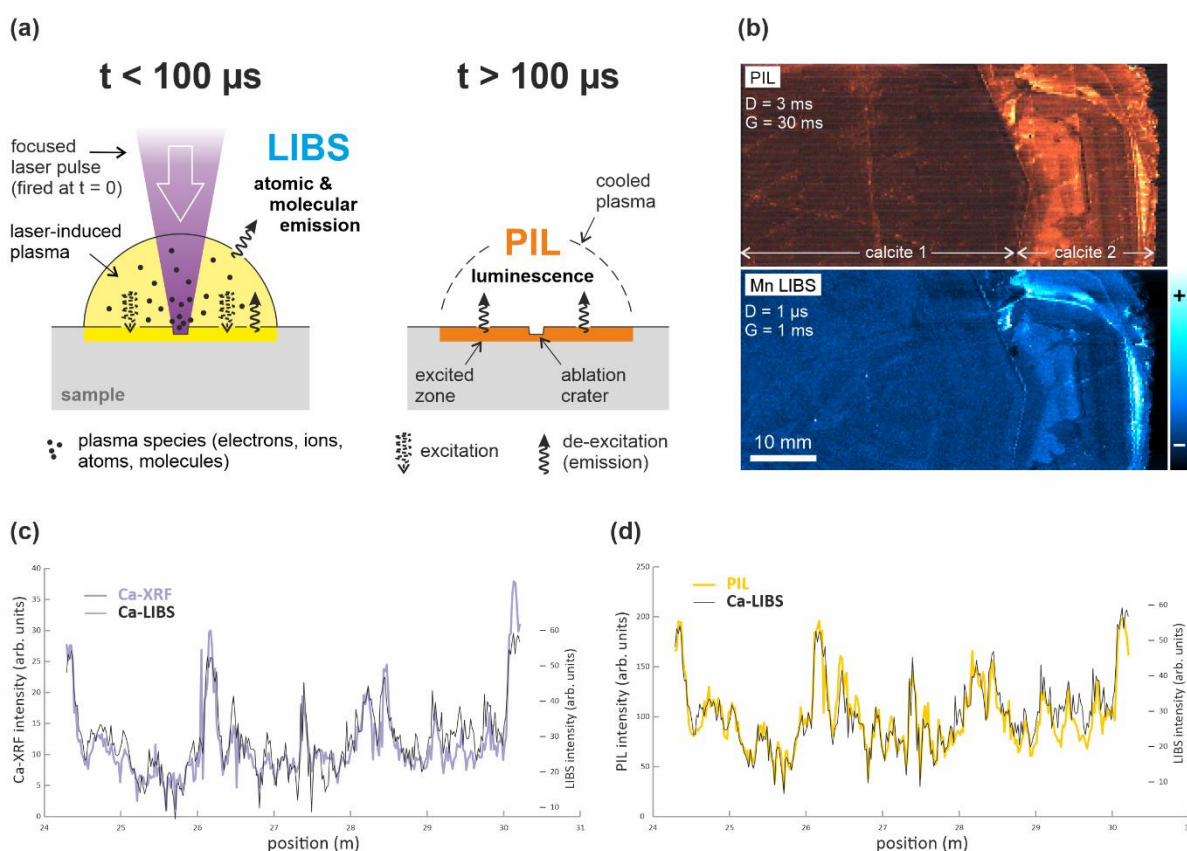 (a)
t < 100 µs
t > 100 µs
focused
laser pulse
(fired at t = 0)
LIBS
atomic &
molecular
emission
laser-induced
plasma
sample
cooled
plasma
PIL
luminescence
excited
zone
ablation
crater
plasma species (electrons, ions,
atoms, molecules)
excitation
de-excitation
(emission)
(b)
PIL
D = 3 ms
G = 30 ms
calcite 1
calcite 2
Mn LIBS
D = 1 µs
G = 1 ms
10 mm
+
−
(c)
Ca-XRF
Ca-LIBS
Ca-XRF intensity (arb. units)
40
35
30
25
20
15
10
5
0
24
25
26
27
28
29
30
31
position (m)
60
50
40
30
20
10
LIBS intensity (arb. units)
(d)
PIL
Ca-LIBS
PIL intensity (arb. units)
250
200
150
100
50
0
24
25
26
27
28
29
30
31
position (m)
60
50
40
30
20
10
LIBS intensity (arb. units)